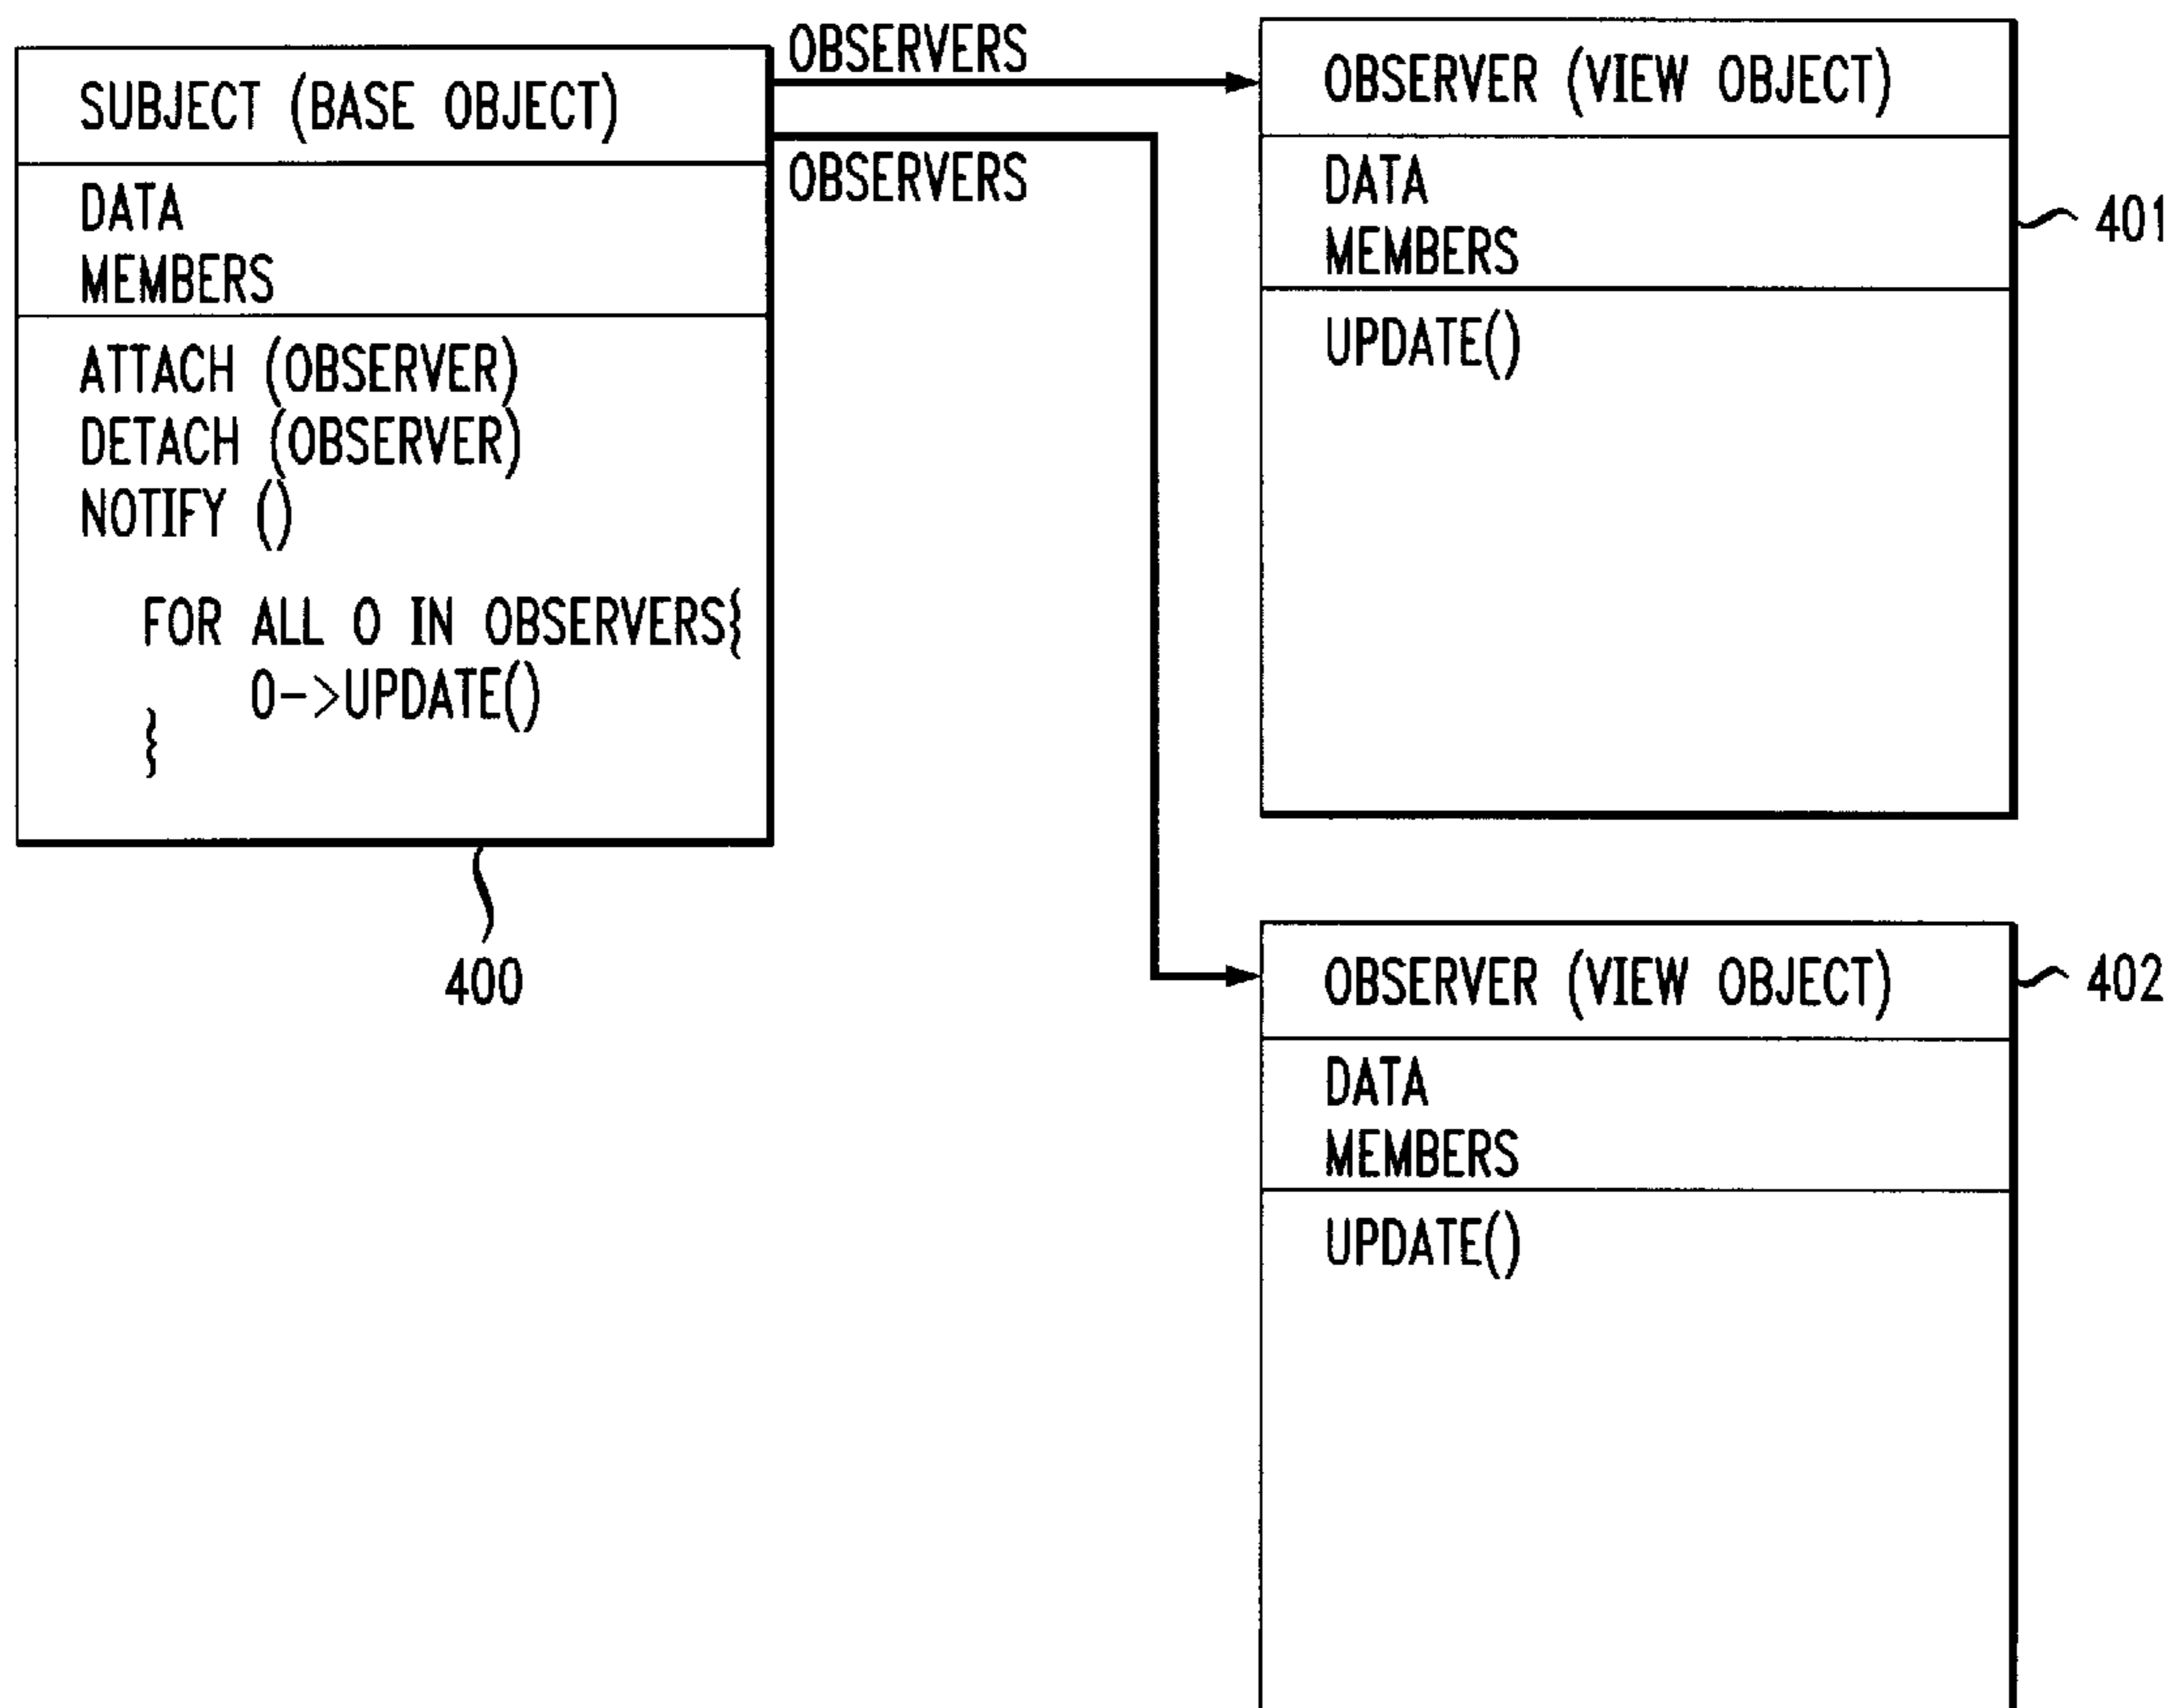 SUBJECT (BASE OBJECT)
DATA
MEMBERS
ATTACH (OBSERVER)
DETACH (OBSERVER)
NOTIFY ()
FOR ALL O IN OBSERVERS{
O->UPDATE()
}
400
OBSERVERS
OBSERVERS
OBSERVER (VIEW OBJECT)
DATA
MEMBERS
UPDATE()
401
OBSERVER (VIEW OBJECT)
DATA
MEMBERS
UPDATE()
402